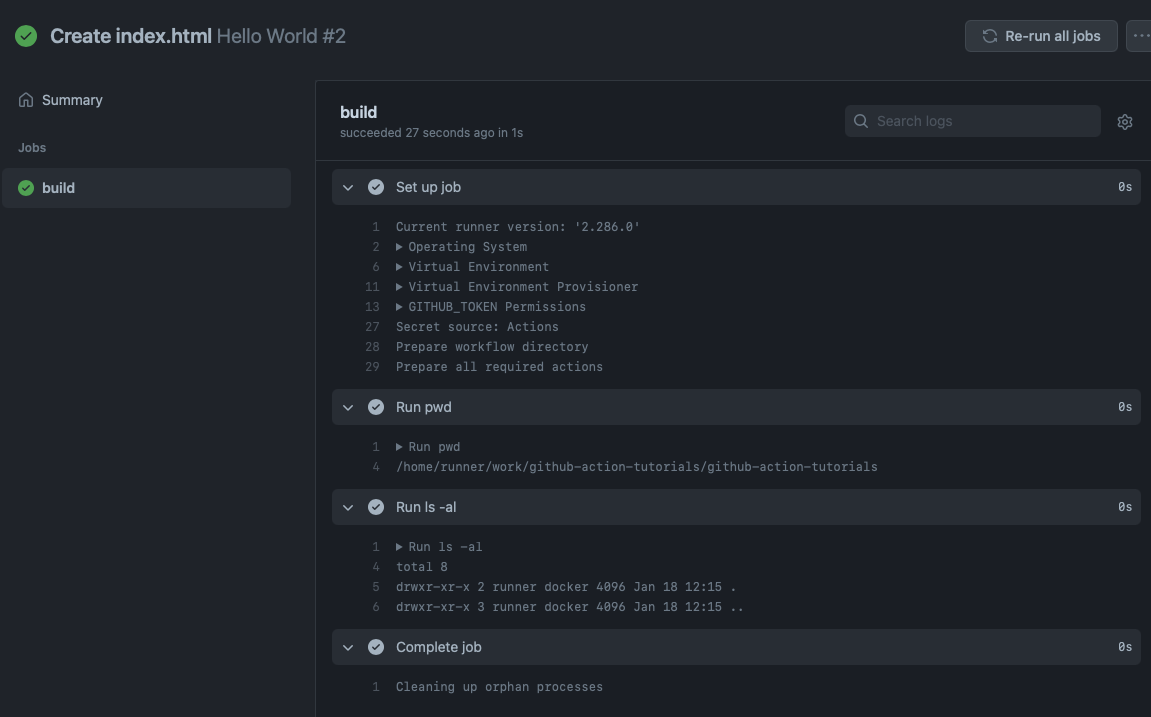 Create index.html Hello World #2
Re-run all jobs
Summary
Jobs
build
build
succeeded 27 seconds ago in 1s
Search logs
Set up job 0s
1 Current runner version: '2.286.0'
2 Operating System
6 Virtual Environment
11 Virtual Environment Provisioner
13 GITHUB_TOKEN Permissions
27 Secret source: Actions
28 Prepare workflow directory
29 Prepare all required actions
Run pwd 0s
1 Run pwd
4 /home/runner/work/github-action-tutorials/github-action-tutorials
Run ls -al 0s
1 Run ls -al
4 total 8
5 drwxr-xr-x 2 runner docker 4096 Jan 18 12:15 .
6 drwxr-xr-x 3 runner docker 4096 Jan 18 12:15 ..
Complete job 0s
1 Cleaning up orphan processes